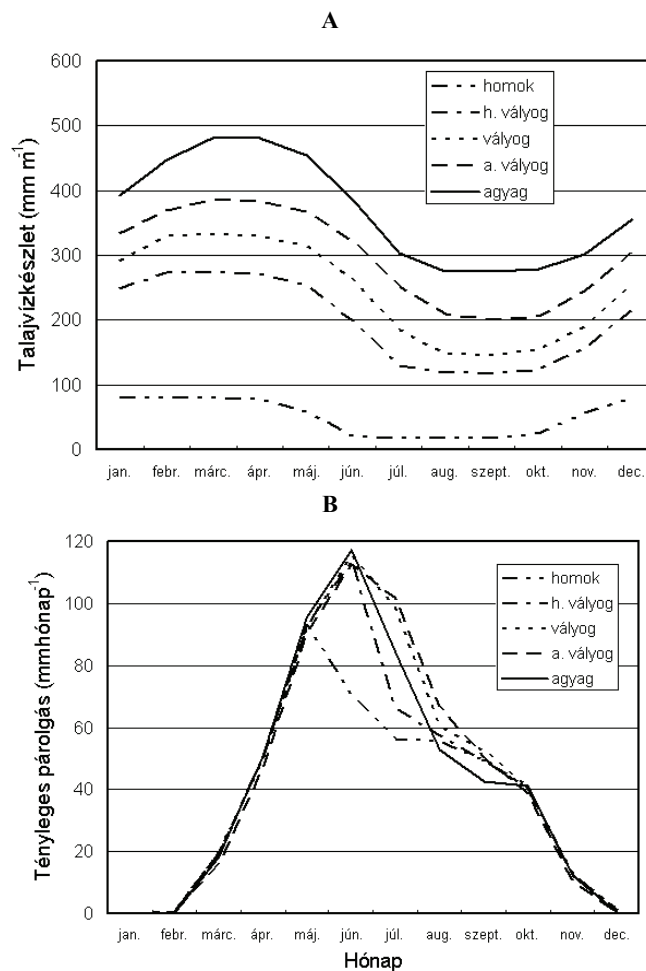 A
Talajvízkészlet (mm m-1)
600
500
400
300
200
100
0
homok
h. vályog
vályog
a. vályog
agyag
jan. febr. márc. ápr. máj. jún. júl. aug. szept. okt. nov. dec.
B
Tényleges párolgás (mmhónap-1)
120
100
80
60
40
20
0
homok
h. vályog
vályog
a. vályog
agyag
jan. febr. márc. ápr. máj. jún. júl. aug. szept. okt. nov. dec.
Hónap